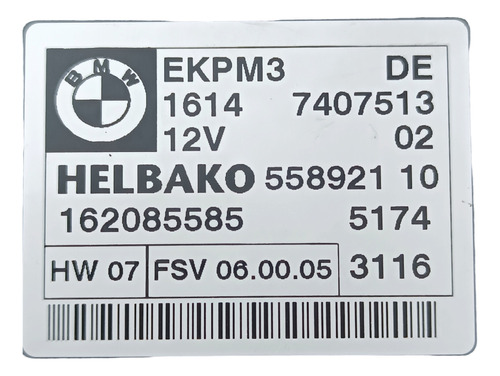 BMW
EKPM3 DE
1614 7407513
12V 02
HELBAKO 558921 10
162085585 5174
HW 07 FSV 06.00.05 3116